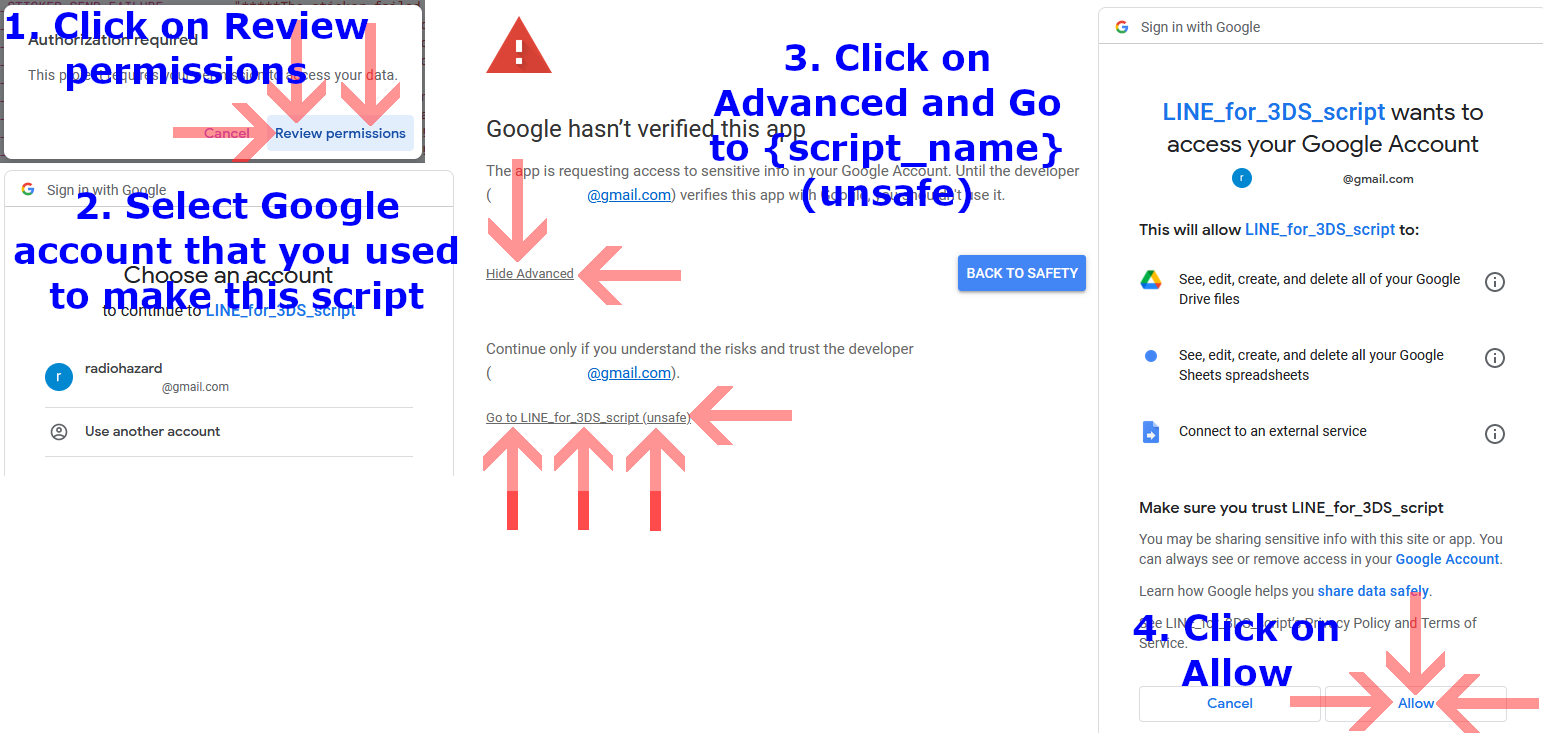 STICKER SEND FAILURE
1. Click on Review
permissions
Authorization required
This project requires your permission to access your data.
Cancel
Review permissions
2. Select Google
account that you used
to make this script
Sign in with Google
Choose an account
to continue to LINE_for_3DS_script
r
radiohazard
@gmail.com
Use another account
3. Click on
Advanced and Go
to {script_name}
(unsafe)
!
Google hasn't verified this app
The app is requesting access to sensitive info in your Google Account. Until the developer
( @gmail.com) verifies this app with Google, you shouldn't use it.
Hide Advanced
BACK TO SAFETY
Continue only if you understand the risks and trust the developer
( @gmail.com).
Go to LINE_for_3DS_script (unsafe)
Sign in with Google
LINE_for_3DS_script wants to
access your Google Account
r
@gmail.com
This will allow LINE_for_3DS_script to:
See, edit, create, and delete all of your Google
Drive files
See, edit, create, and delete all your Google
Sheets spreadsheets
Connect to an external service
Make sure you trust LINE_for_3DS_script
You may be sharing sensitive info with this site or app. You
can always see or remove access in your Google Account.
Learn how Google helps you share data safely.
See LINE_for_3DS_script's Privacy Policy and Terms of
Service.
4. Click on
Allow
Cancel
Allow